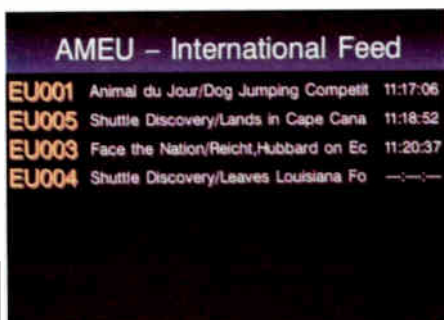 AMEU – International Feed
EU001 Animal du Jour/Dog Jumping Competit 11:17:06
EU005 Shuttle Discovery/Lands in Cape Cana 11:18:52
EU003 Face the Nation/Reicht,Hubbard on Ec 11:20:37
EU004 Shuttle Discovery/Leaves Louisiana Fo --:--:--